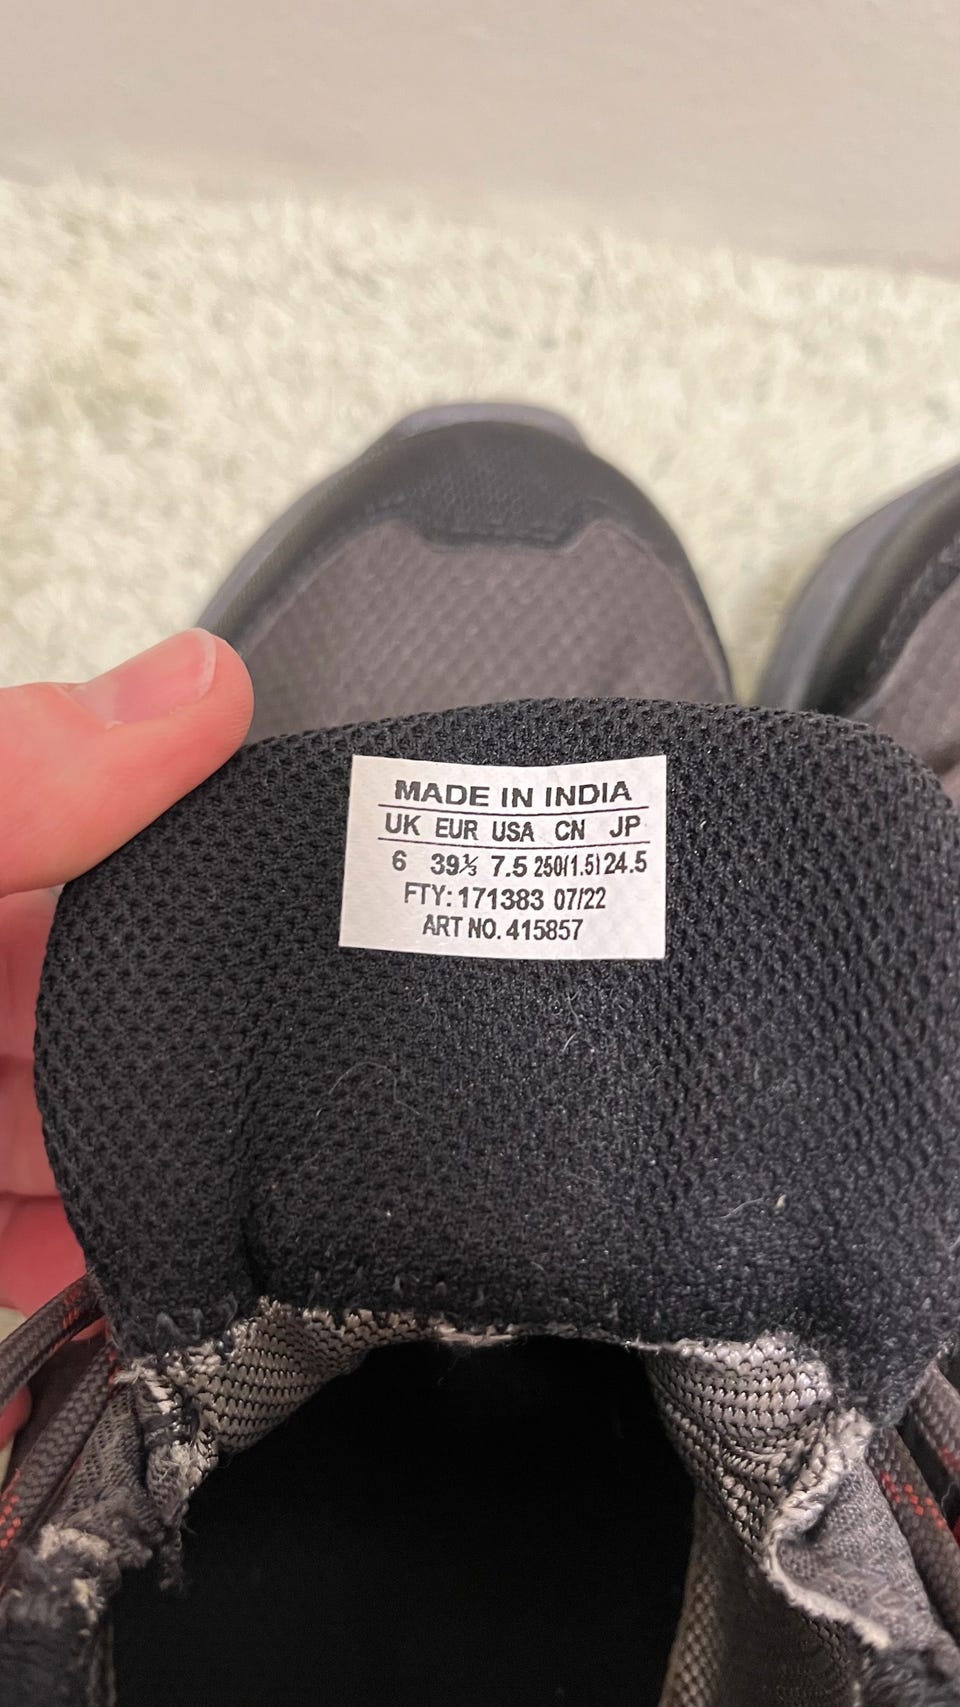 MADE IN INDIA
UK EUR USA CN JP
6 39⅓ 7.5 250(1.5) 24.5
FTY: 171383 07/22
ART NO. 415857